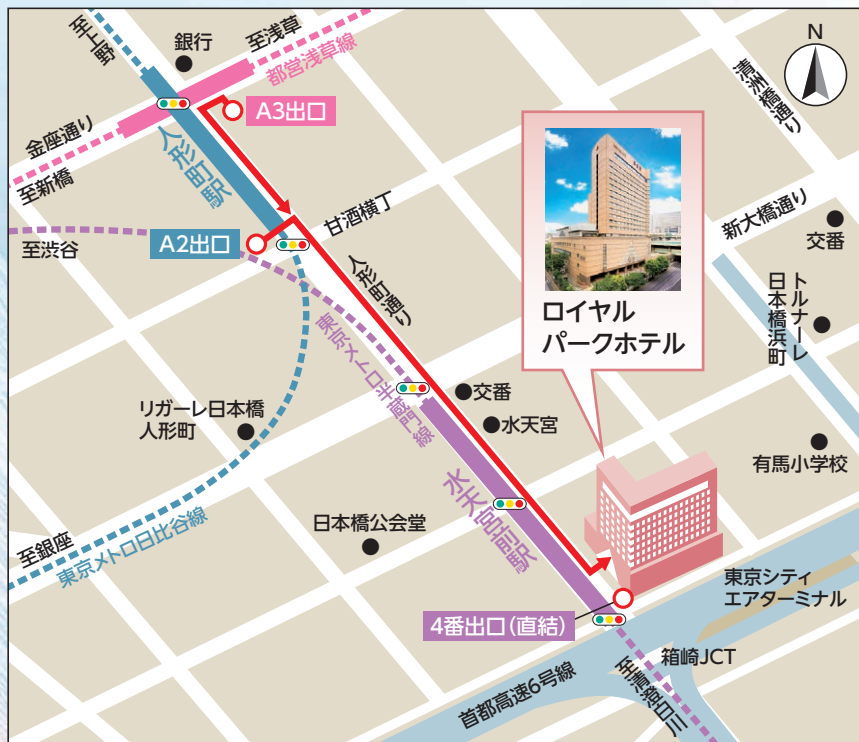 至上野
銀行
至浅草
都営浅草線
N
清洲橋通り
A3出口
金座通り
至新橋
人形町駅
甘酒横丁
新大橋通り
交番
A2出口
至渋谷
人形町通り
トルナーレ
日本橋浜町
ロイヤル
パークホテル
東京メトロ半蔵門線
交番
水天宮
リガーレ日本橋
人形町
有馬小学校
水天宮前駅
日本橋公会堂
至銀座
東京メトロ日比谷線
東京シティ
エアターミナル
4番出口(直結)
箱崎JCT
首都高速6号線
至清澄白川